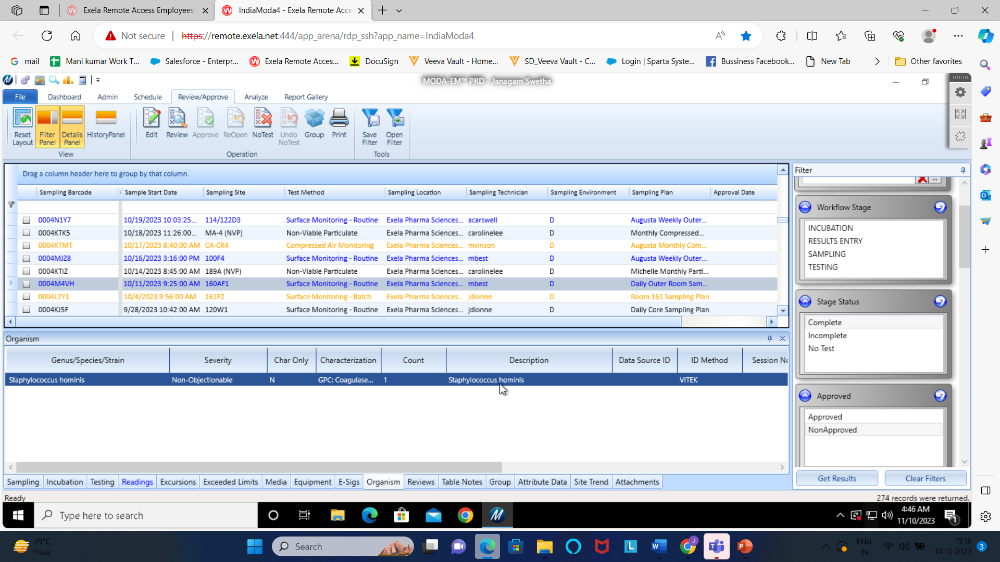 Exela Remote Access Employees
IndiaModa4 - Exela Remote Acce
Not secure
https://remote.exela.net:444/app_arena/rdp_ssh?app_name=IndiaModa4
mail
Mani kumar Work T...
Salesforce - Enterpr...
Exela Remote Acces...
DocuSign
Veeva Vault - Home...
SD_Veeva Vault - C...
Login | Sparta Syste...
Bussiness Facebook...
New Tab
Other favorites
MODA-EM™ PRD - Janagam Swetha
File Dashboard Admin Schedule Review/Approve Analyze Report Gallery
Reset Layout
Filter Panel
Details Panel
HistoryPanel
Edit
Review
Approve
ReOpen
NoTest
Undo NoTest
Group
Print
Save Filter
Open Filter
View
Operation
Tools
Drag a column header here to group by that column.
Sampling Barcode Sample Start Date Sampling Site Test Method Sampling Location Sampling Technician Sampling Environment Sampling Plan Approval Date
0004N1Y7 10/19/2023 10:03:25... 114/122D3 Surface Monitoring - Routine Exela Pharma Sciences... acarswell D Augusta Weekly Outer...
0004KTK5 10/18/2023 11:26:00... MA-4 (NVP) Non-Viable Particulate Exela Pharma Sciences... carolinelee D Monthly Compressed...
0004KTMT 10/17/2023 8:40:00 AM CA-CR4 Compressed Air Monitoring Exela Pharma Sciences... mvinson D Augusta Monthly Com...
0004MJZ8 10/16/2023 3:16:00 PM 100F4 Surface Monitoring - Routine Exela Pharma Sciences... mbest D Augusta Weekly Outer...
0004KTIZ 10/14/2023 8:45:00 AM 189A (NVP) Non-Viable Particulate Exela Pharma Sciences... carolinelee D Michelle Monthly Parti...
0004M4VH 10/11/2023 9:25:00 AM 160AF1 Surface Monitoring - Routine Exela Pharma Sciences... mbest D Daily Outer Room Sam...
0004L7Y1 10/4/2023 9:56:00 AM 161F2 Surface Monitoring - Batch Exela Pharma Sciences... jdionne D Room 161 Sampling Plan
0004KJ5F 9/28/2023 10:42:00 AM 120W1 Surface Monitoring - Routine Exela Pharma Sciences... jdionne D Daily Core Sampling Plan
Filter
Workflow Stage
INCUBATION
RESULTS ENTRY
SAMPLING
TESTING
Stage Status
Complete
Incomplete
No Test
Approved
Approved
NonApproved
Get Results Clear Filters
Organism
Genus/Species/Strain Severity Char Only Characterization Count Description Data Source ID ID Method Session No
Staphylococcus hominis Non-Objectionable N GPC: Coagulase... 1 Staphylococcus hominis VITEK
Sampling Incubation Testing Readings Excursions Exceeded Limits Media Equipment E-Sigs Organism Reviews Table Notes Group Attribute Data Site Trend Attachments
Ready
274 records were returned.
Type here to search
4:46 AM
11/10/2023
1
29°C
Haze
Search
ENG
IN
15:16
10-11-2023
3